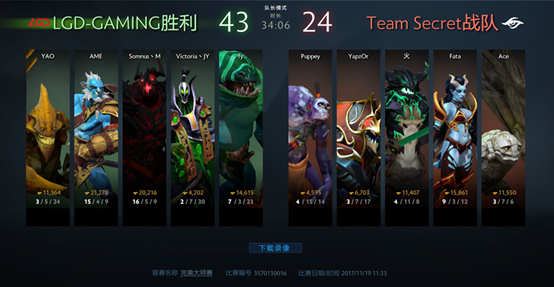 LGD LGD-GAMING胜利 43 队长模式 24 Team Secret战队
时长
34:06
YAO AME Somnus丶M Victoria丶JY fy Puppey YapzOr 火 Fata Ace
11,364 21,278 20,216 4,202 14,615 4,595 6,703 11,407 15,861 11,550
3 / 5 / 24 15 / 4 / 9 16 / 5 / 9 2 / 7 / 30 7 / 3 / 23 4 / 15 / 14 3 / 7 / 17 4 / 11 / 8 9 / 3 / 12 3 / 7 / 6
下载录像
联赛名称 完美大师赛 比赛编号 3570130016 比赛日期/时间 2017/11/19 11:33